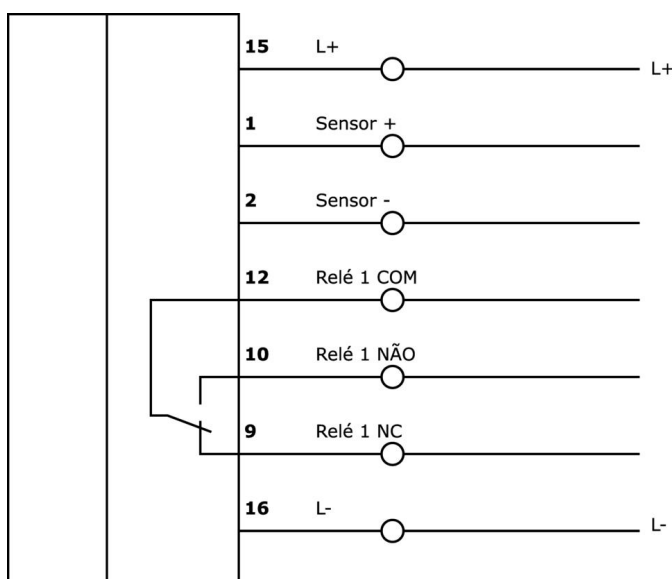 15 L+
L+
1 Sensor +
2 Sensor -
12 Relé 1 COM
10 Relé 1 NÃO
9 Relé 1 NC
16 L-
L-